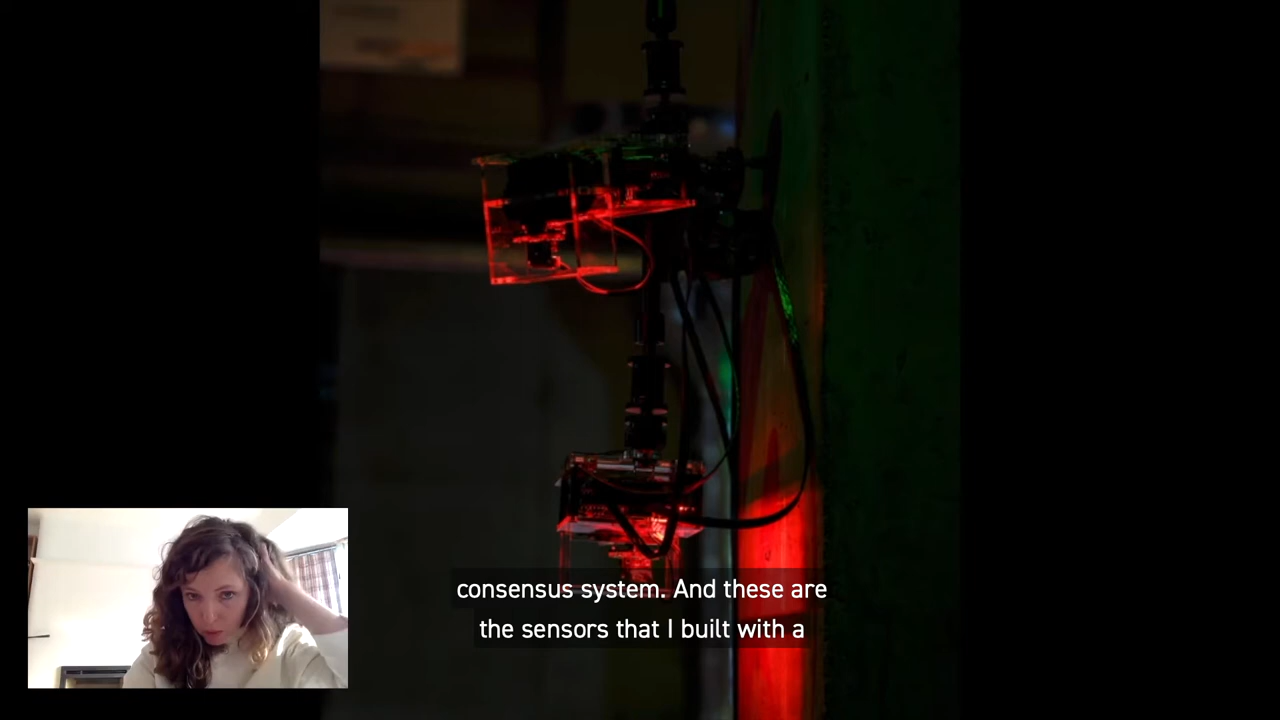 consensus system. And these are
the sensors that I built with a